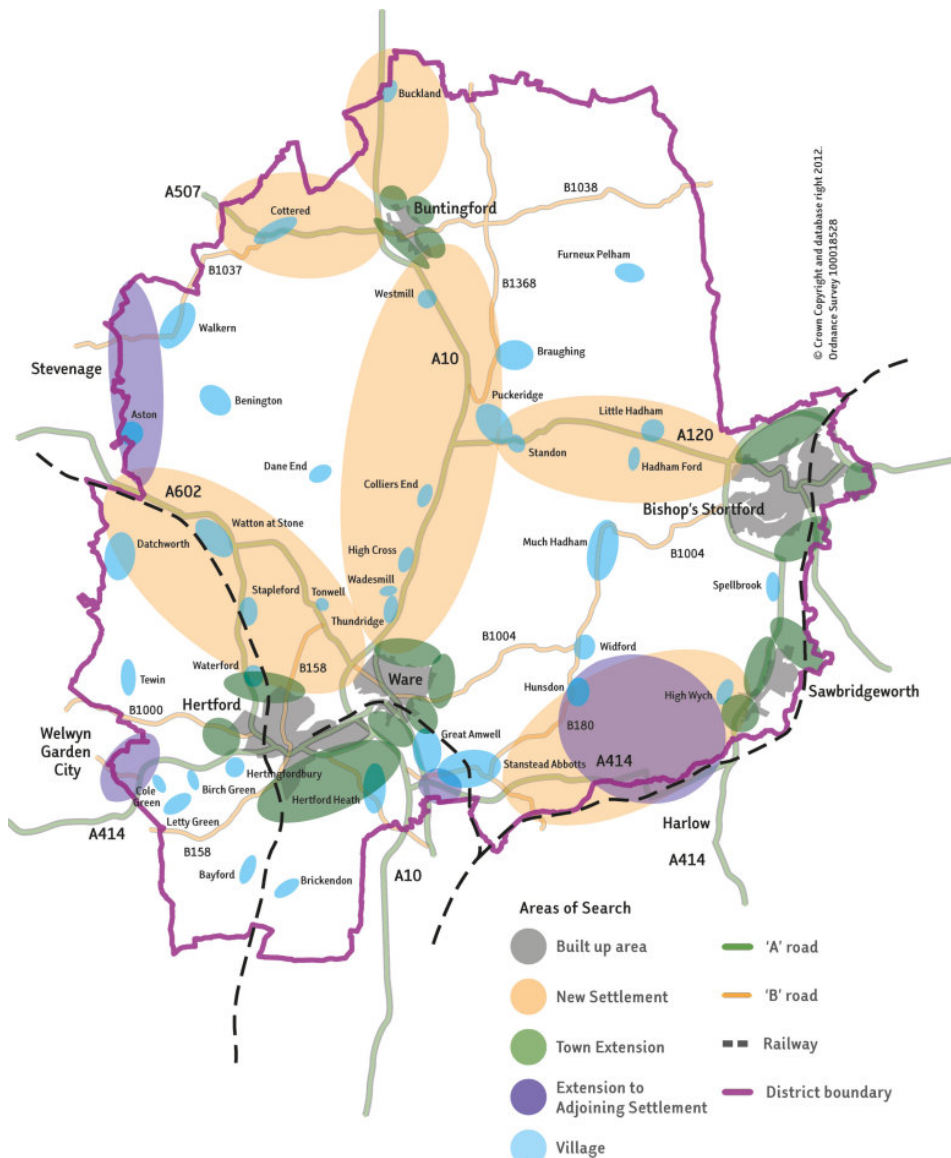 Buckland
A507
Cottered
Buntingford
B1038
© Crown Copyright and database right 2012.
Ordnance Survey 100018528
Furneux Pelham
B1037
B1368
Westmill
Walkern
A10
Braughing
Stevenage
Benington
Puckeridge
Little Hadham
A120
Aston
Standon
Hadham Ford
Dane End
A602
Colliers End
Bishop's Stortford
Watton at Stone
Datchworth
Much Hadham
B1004
High Cross
Wadesmill
Spellbrook
Stapleford
Tonwell
Thundridge
B1004
Widford
Waterford
B158
Ware
Tewin
Hunsdon
High Wych
Sawbridgeworth
Hertford
B1000
B180
Welwyn
Garden
City
Great Amwell
Stanstead Abbotts
A414
Hertingfordbury
Cole
Green
Birch Green
Hertford Heath
Letty Green
Harlow
A414
B158
A414
Bayford
Brickendon
A10
Areas of Search
Built up area
'A' road
New Settlement
'B' road
Town Extension
Railway
Extension to
Adjoining Settlement
District boundary
Village